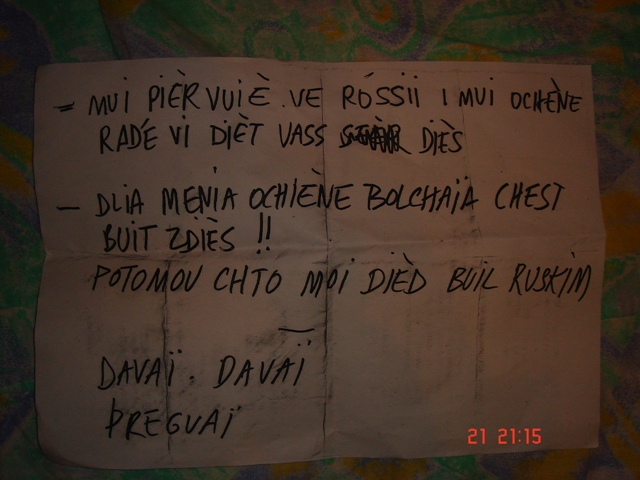 - MUI PIÈRVUIÈ VE RÓSSII I MUI OCHÈNE
RADÉ VI DIÈT VASS DIÈS
- DLIA MENIA OCHIÈNE BOLCHAÏA CHEST
BUIT ZDIÈS !!
POTOMOU CHTO MOI DIÈD BUIL RUSKIM
—
DAVAÏ . DAVAÏ
PREGUAÏ
21 21:15